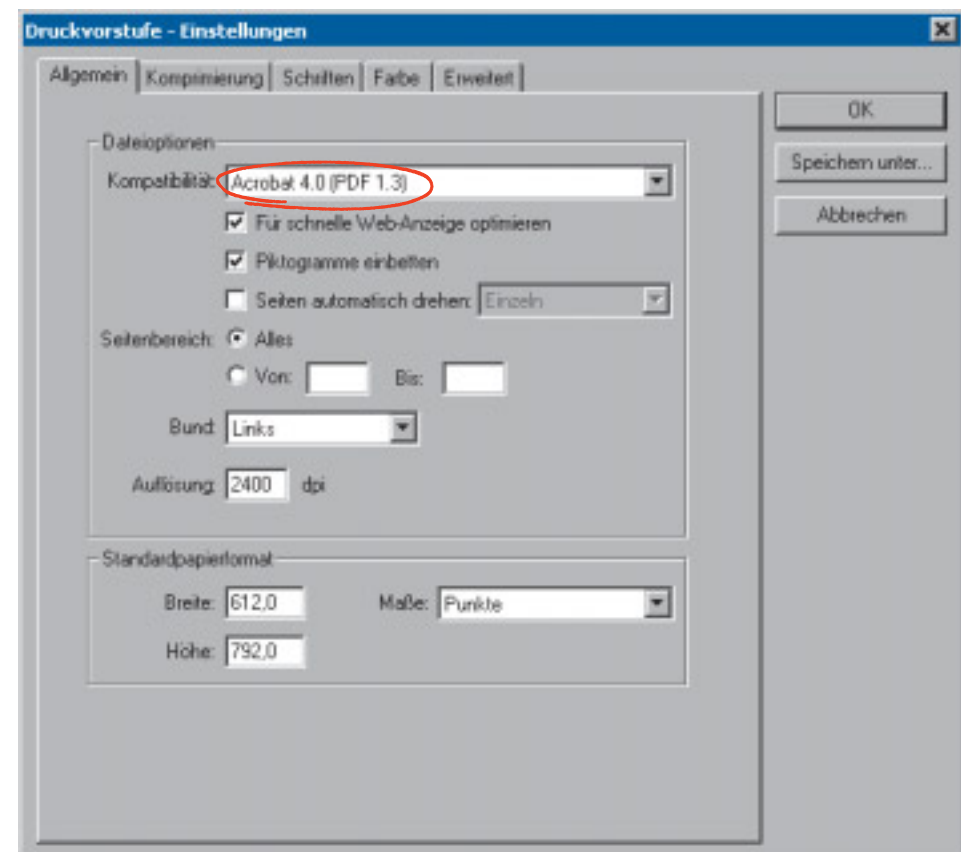 Druckvorstufe - Einstellungen
Allgemein Komprimierung Schriften Farbe Erweitert
OK
Speichern unter...
Abbrechen
Dateioptionen
Kompatibilität: Acrobat 4.0 (PDF 1.3)
Für schnelle Web-Anzeige optimieren
Piktogramme einbetten
Seiten automatisch drehen: Einzeln
Seitenbereich: Alles
Von: Bis:
Bund: Links
Auflösung: 2400 dpi
Standardpapierformat
Breite: 612,0 Maße: Punkte
Höhe: 792,0